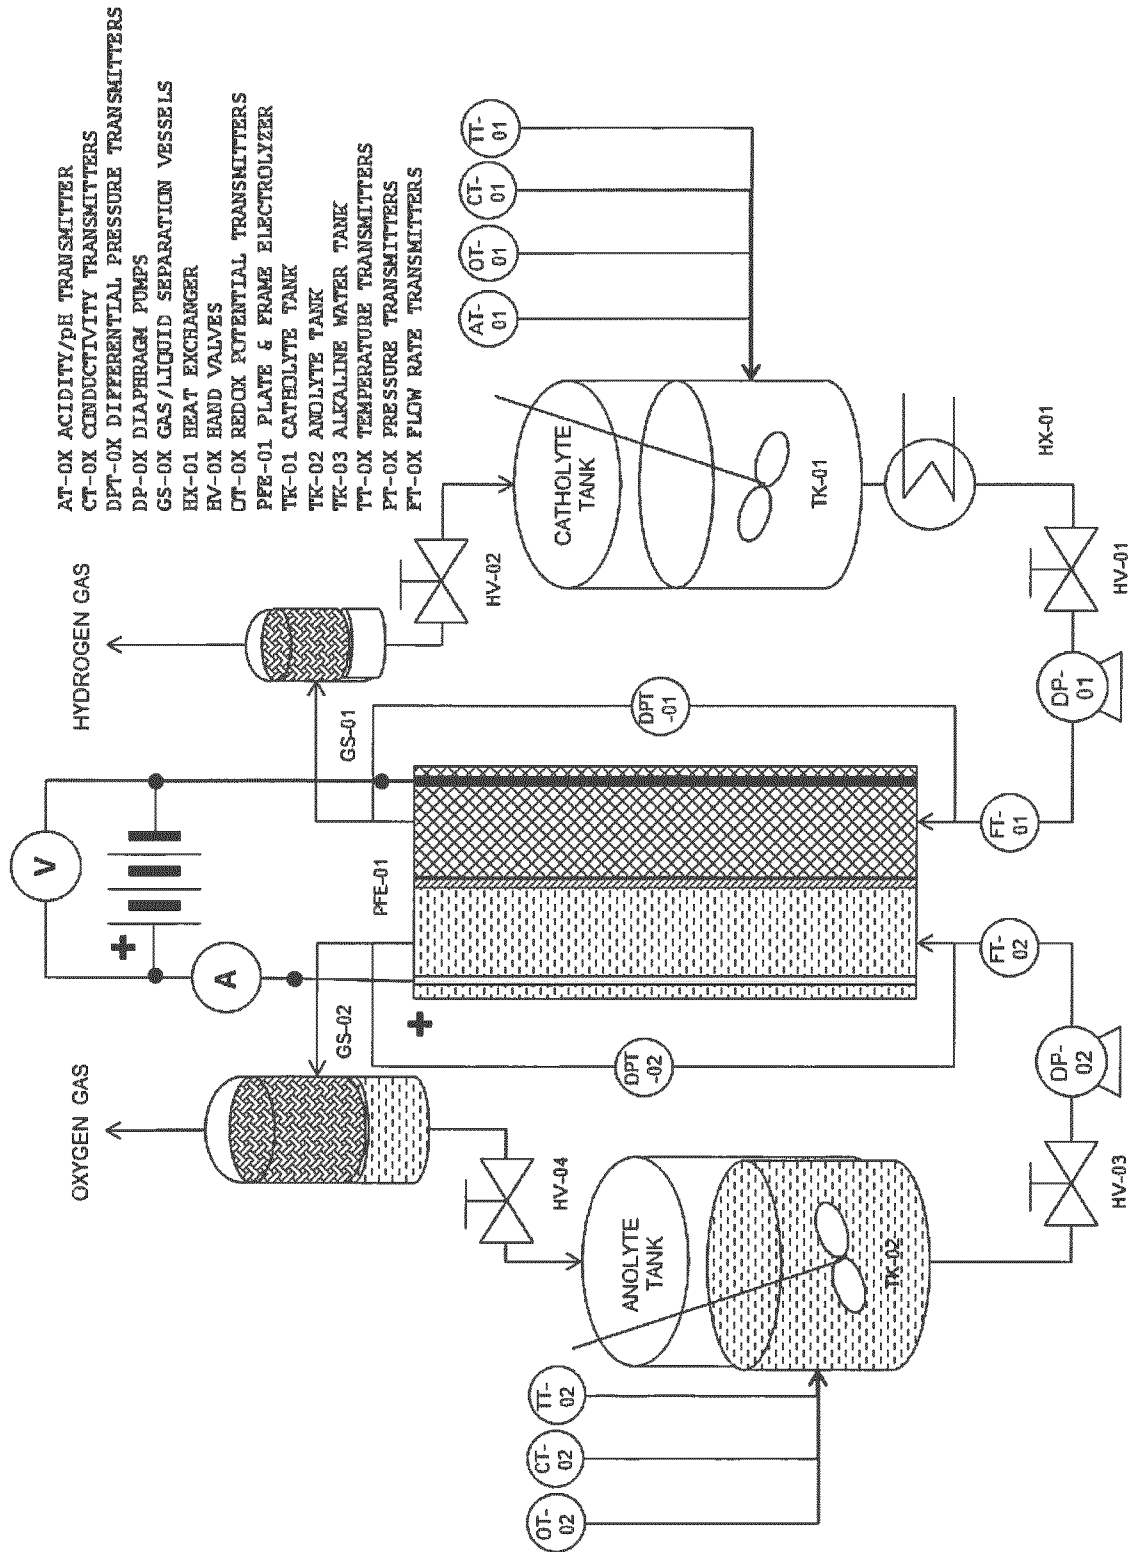 AT-0X ACIDITY/pH TRANSMITTER
CT-0X CONDUCTIVITY TRANSMITTERS
DPT-0X DIFFERENTIAL PRESSURE TRANSMITTERS
DP-0X DIAPHRAGM PUMPS
GS-0X GAS/LIQUID SEPARATION VESSELS
HX-01 HEAT EXCHANGER
HV-0X HAND VALVES
OT-0X REDOX POTENTIAL TRANSMITTERS
PFE-01 PLATE & FRAME ELECTROLYZER
TK-01 CATHOLYTE TANK
TK-02 ANOLYTE TANK
TK-03 ALKALINE WATER TANK
TT-0X TEMPERATURE TRANSMITTERS
PT-0X PRESSURE TRANSMITTERS
FT-0X FLOW RATE TRANSMITTERS
OXYGEN GAS
HYDROGEN GAS
V
+
A
GS-02
PFE-01
GS-01
+
HV-04
HV-02
OT-
02
CT-
02
TT-
02
ANOLYTE
TANK
TK-02
DPT
-02
DPT
-01
CATHOLYTE
TANK
TK-01
AT-
01
OT-
01
CT-
01
TT-
01
FT-
02
FT-
01
HX-01
HV-03
DP-
02
DP-
01
HV-01